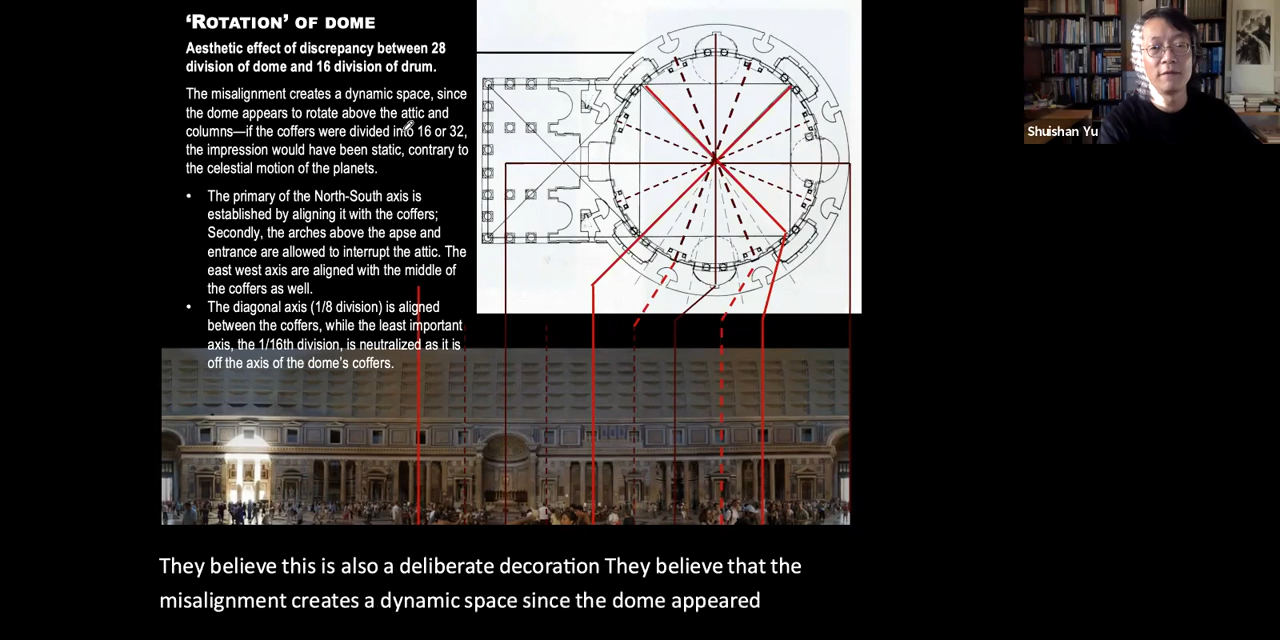 ‘ROTATION’ OF DOME
Aesthetic effect of discrepancy between 28
division of dome and 16 division of drum.
The misalignment creates a dynamic space, since
the dome appears to rotate above the attic and
columns—if the coffers were divided into 16 or 32,
the impression would have been static, contrary to
the celestial motion of the planets.
• The primary of the North-South axis is
established by aligning it with the coffers;
Secondly, the arches above the apse and
entrance are allowed to interrupt the attic. The
east west axis are aligned with the middle of
the coffers as well.
• The diagonal axis (1/8 division) is aligned
between the coffers, while the least important
axis, the 1/16th division, is neutralized as it is
off the axis of the dome’s coffers.
Shuishan Yu
They believe this is also a deliberate decoration They believe that the
misalignment creates a dynamic space since the dome appeared